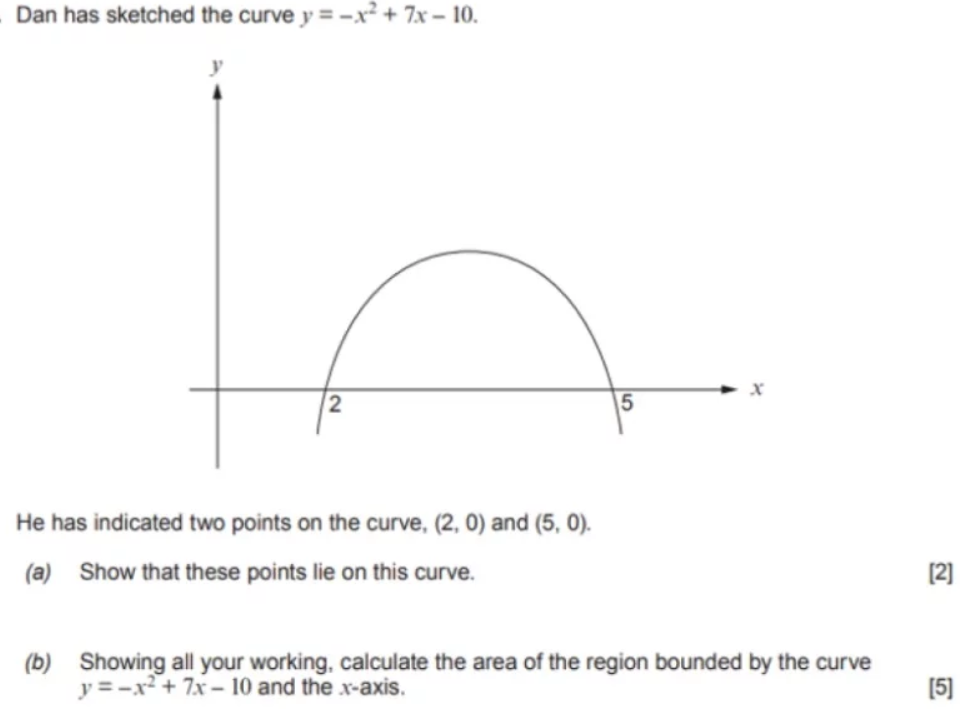 Dan has sketched the curve y = −x² + 7x − 10.
y
x
2
5
He has indicated two points on the curve, (2, 0) and (5, 0).
(a) Show that these points lie on this curve. [2]
(b) Showing all your working, calculate the area of the region bounded by the curve
y = −x² + 7x − 10 and the x-axis. [5]